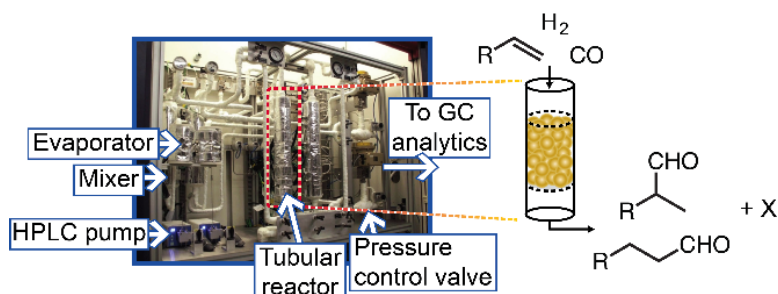 H2
R
CO
To GC
analytics
Evaporator
Mixer
HPLC pump
Tubular
reactor
Pressure
control valve
CHO
R
+ X
R
CHO